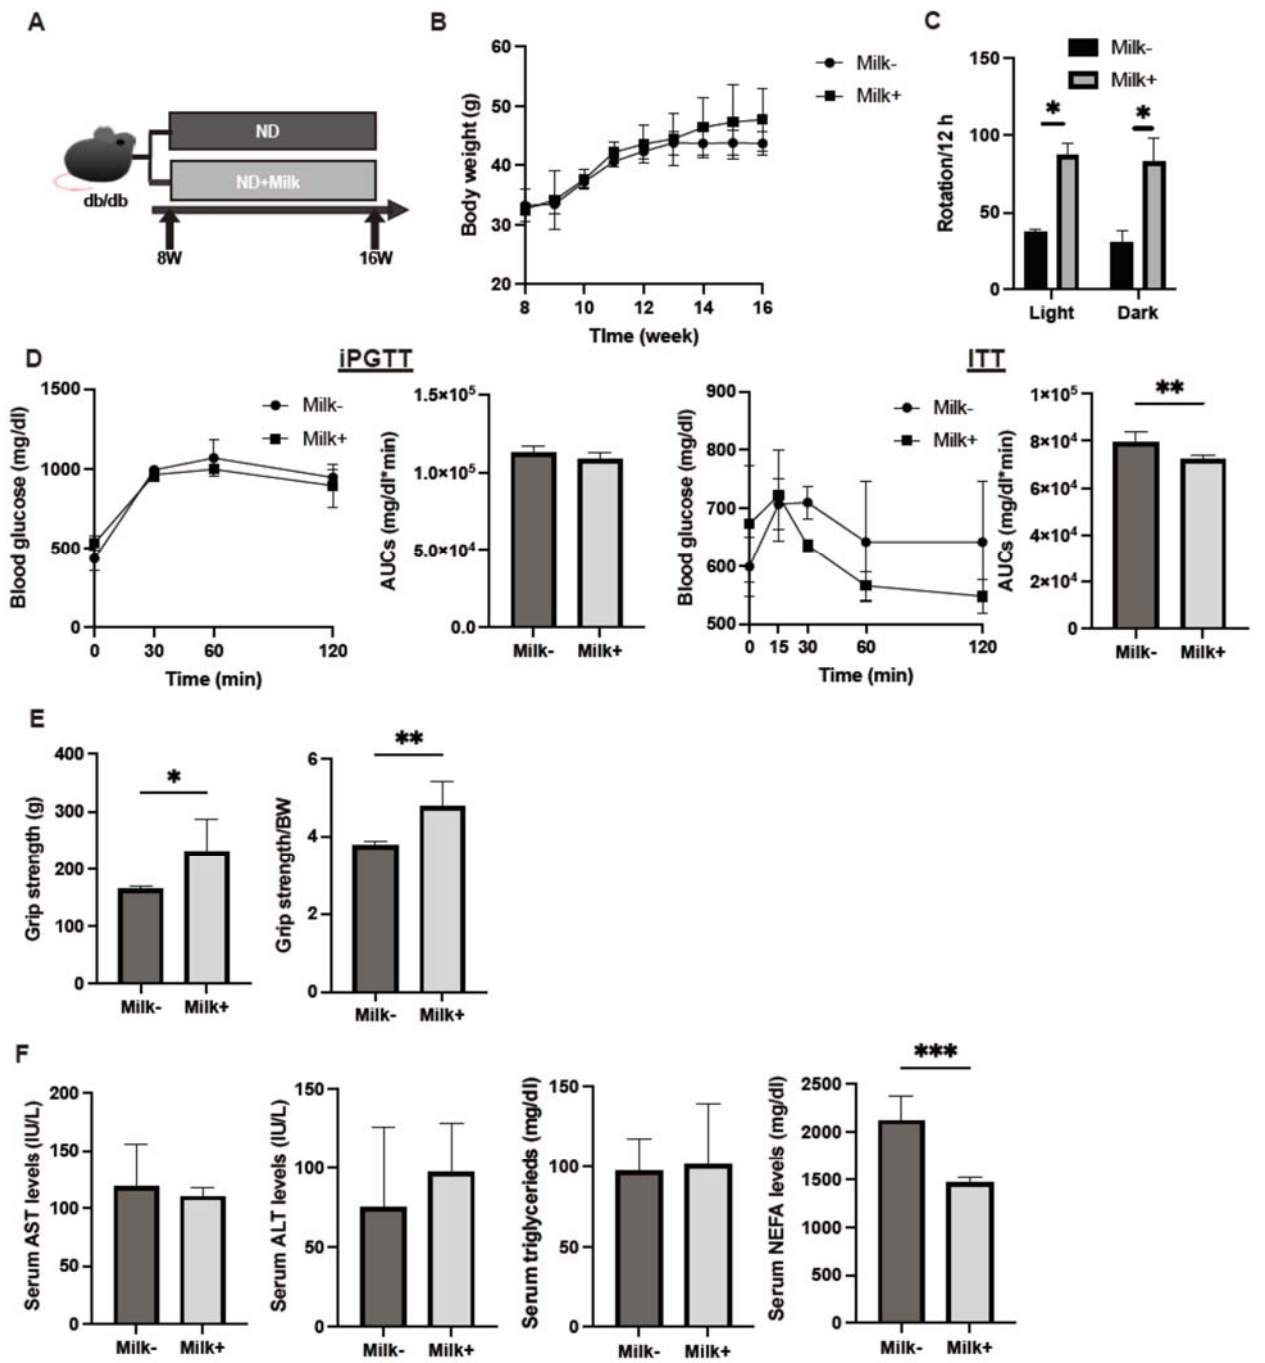 A
ND
ND+Milk
db/db
8W
16W
B
Body weight (g)
60
50
40
30
20
8
10
12
14
16
TIme (week)
Milk-
Milk+
C
Milk-
Milk+
Rotation/12 h
150
100
50
0
*
*
Light
Dark
D
iPGTT
Blood glucose (mg/dl)
1500
1000
500
0
0
30
60
120
Time (min)
Milk-
Milk+
AUCs (mg/dl*min)
1.5×10⁵
1.0×10⁵
5.0×10⁴
0.0
Milk-
Milk+
ITT
Blood glucose (mg/dl)
900
800
700
600
500
0
15
30
60
120
Time (min)
Milk-
Milk+
AUCs (mg/dl*min)
1×10⁵
8×10⁴
6×10⁴
4×10⁴
2×10⁴
0
**
Milk-
Milk+
E
Grip strength (g)
400
300
200
100
0
*
Milk-
Milk+
Grip strength/BW
6
4
2
0
**
Milk-
Milk+
F
Serum AST levels (IU/L)
200
150
100
50
0
Milk-
Milk+
Serum ALT levels (IU/L)
150
100
50
0
Milk-
Milk+
Serum triglycerieds (mg/dl)
150
100
50
0
Milk-
Milk+
Serum NEFA levels (mg/dl)
2500
2000
1500
1000
500
0
***
Milk-
Milk+